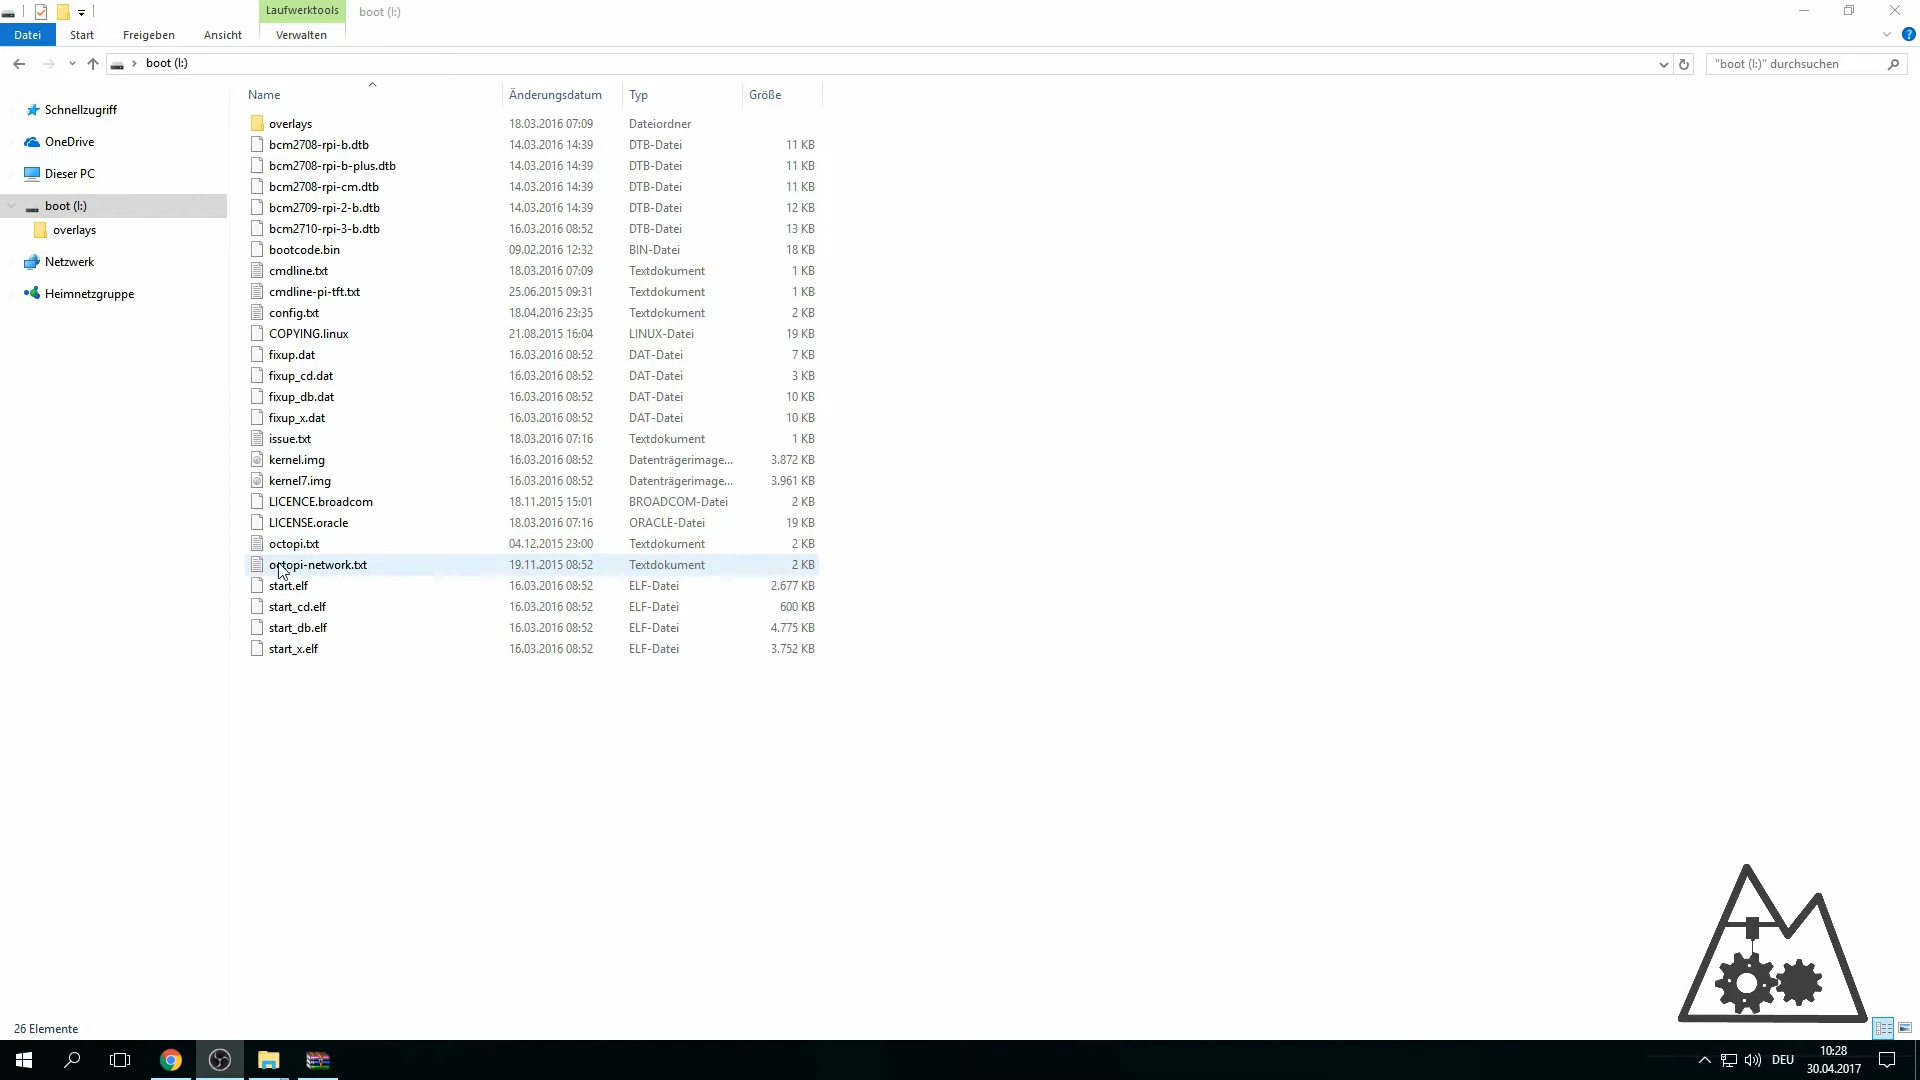 Laufwerktools boot (I:)
Datei Start Freigeben Ansicht Verwalten
boot (I:) "boot (I:)" durchsuchen
Name Änderungsdatum Typ Größe
Schnellzugriff
OneDrive
Dieser PC
boot (I:)
overlays
Netzwerk
Heimnetzgruppe
overlays 18.03.2016 07:09 Dateiordner
bcm2708-rpi-b.dtb 14.03.2016 14:39 DTB-Datei 11 KB
bcm2708-rpi-b-plus.dtb 14.03.2016 14:39 DTB-Datei 11 KB
bcm2708-rpi-cm.dtb 14.03.2016 14:39 DTB-Datei 11 KB
bcm2709-rpi-2-b.dtb 14.03.2016 14:39 DTB-Datei 12 KB
bcm2710-rpi-3-b.dtb 16.03.2016 08:52 DTB-Datei 13 KB
bootcode.bin 09.02.2016 12:32 BIN-Datei 18 KB
cmdline.txt 18.03.2016 07:09 Textdokument 1 KB
cmdline-pi-tft.txt 25.06.2015 09:31 Textdokument 1 KB
config.txt 18.04.2016 23:35 Textdokument 2 KB
COPYING.linux 21.08.2015 16:04 LINUX-Datei 19 KB
fixup.dat 16.03.2016 08:52 DAT-Datei 7 KB
fixup_cd.dat 16.03.2016 08:52 DAT-Datei 3 KB
fixup_db.dat 16.03.2016 08:52 DAT-Datei 10 KB
fixup_x.dat 16.03.2016 08:52 DAT-Datei 10 KB
issue.txt 18.03.2016 07:16 Textdokument 1 KB
kernel.img 16.03.2016 08:52 Datenträgerimage... 3.872 KB
kernel7.img 16.03.2016 08:52 Datenträgerimage... 3.961 KB
LICENCE.broadcom 18.11.2015 15:01 BROADCOM-Datei 2 KB
LICENSE.oracle 18.03.2016 07:16 ORACLE-Datei 19 KB
octopi.txt 04.12.2015 23:00 Textdokument 2 KB
octopi-network.txt 19.11.2015 08:52 Textdokument 2 KB
start.elf 16.03.2016 08:52 ELF-Datei 2.677 KB
start_cd.elf 16.03.2016 08:52 ELF-Datei 600 KB
start_db.elf 16.03.2016 08:52 ELF-Datei 4.775 KB
start_x.elf 16.03.2016 08:52 ELF-Datei 3.752 KB
26 Elemente
DEU
10:28
30.04.2017